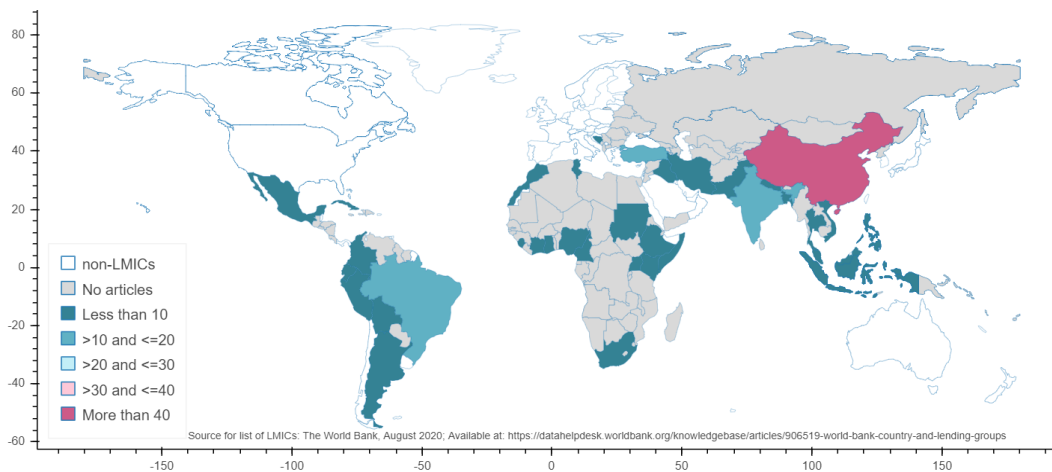 80
60
40
20
0
-20
-40
-60
non-LMICs
No articles
Less than 10
>10 and <=20
>20 and <=30
>30 and <=40
More than 40
Source for list of LMICs: The World Bank, August 2020; Available at: https://datahelpdesk.worldbank.org/knowledgebase/articles/906519-world-bank-country-and-lending-groups
-150 -100 -50 0 50 100 150